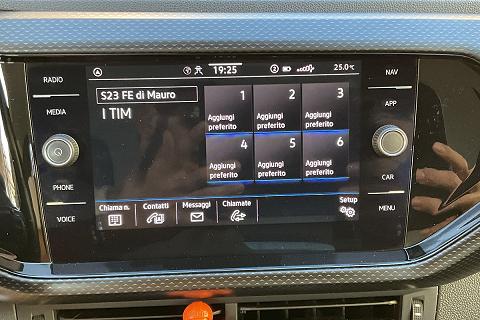 RADIO
MEDIA
PHONE
VOICE
19:25
2
25.0°C
S23 FE di Mauro
I TIM
1
Aggiungi
preferito
2
Aggiungi
preferito
3
Aggiungi
preferito
4
Aggiungi
preferito
5
Aggiungi
preferito
6
Aggiungi
preferito
Chiama n.
Contatti
Messaggi
Chiamate
Setup
NAV
APP
CAR
MENU